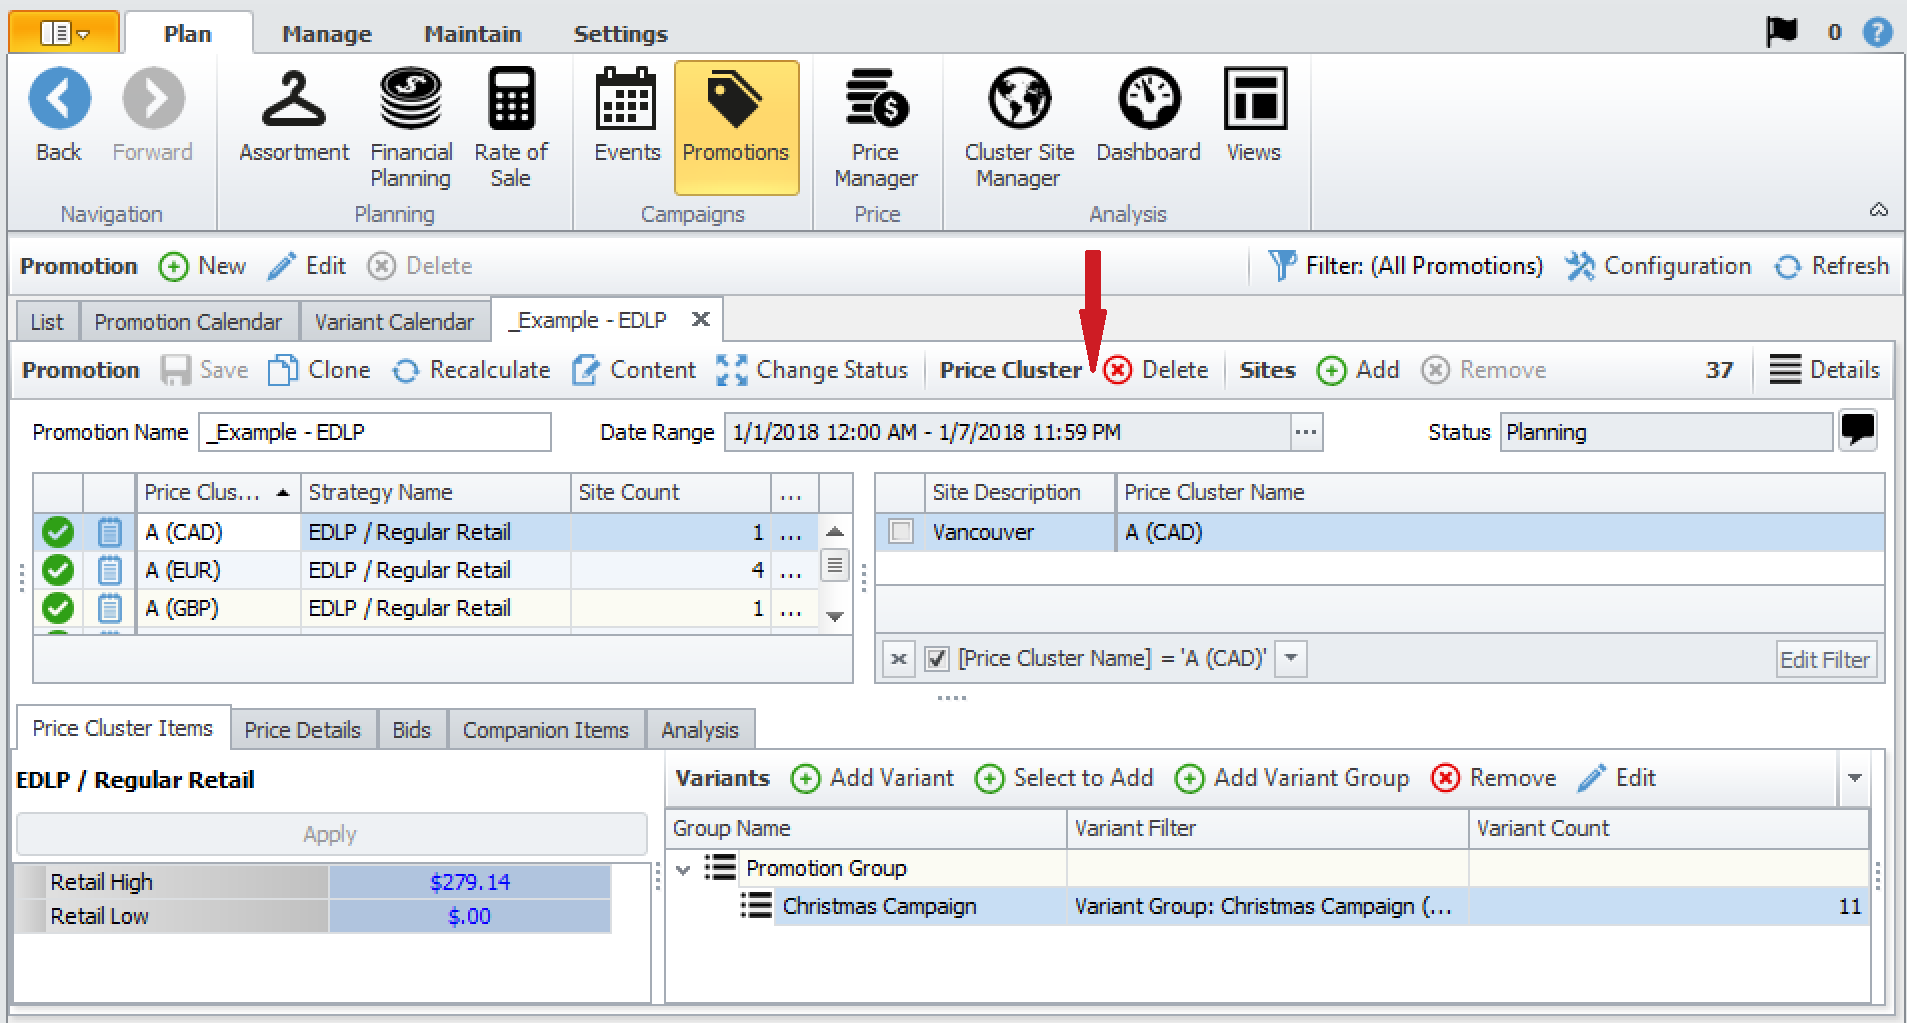 Plan Manage Maintain Settings 0 ?
Back Forward Assortment Financial Planning Rate of Sale Events Promotions Price Manager Cluster Site Manager Dashboard Views
Navigation Planning Campaigns Price Analysis
Promotion New Edit Delete Filter: (All Promotions) Configuration Refresh
List Promotion Calendar Variant Calendar _Example - EDLP
Promotion Save Clone Recalculate Content Change Status Price Cluster Delete Sites Add Remove 37 Details
Promotion Name _Example - EDLP Date Range 1/1/2018 12:00 AM - 1/7/2018 11:59 PM ... Status Planning
Price Clus... Strategy Name Site Count ...
A (CAD) EDLP / Regular Retail 1 ...
A (EUR) EDLP / Regular Retail 4 ...
A (GBP) EDLP / Regular Retail 1 ...
Site Description Price Cluster Name
Vancouver A (CAD)
[Price Cluster Name] = 'A (CAD)' Edit Filter
Price Cluster Items Price Details Bids Companion Items Analysis
EDLP / Regular Retail
Apply
Retail High $279.14
Retail Low $.00
Variants Add Variant Select to Add Add Variant Group Remove Edit
Group Name Variant Filter Variant Count
Promotion Group
Christmas Campaign Variant Group: Christmas Campaign (... 11